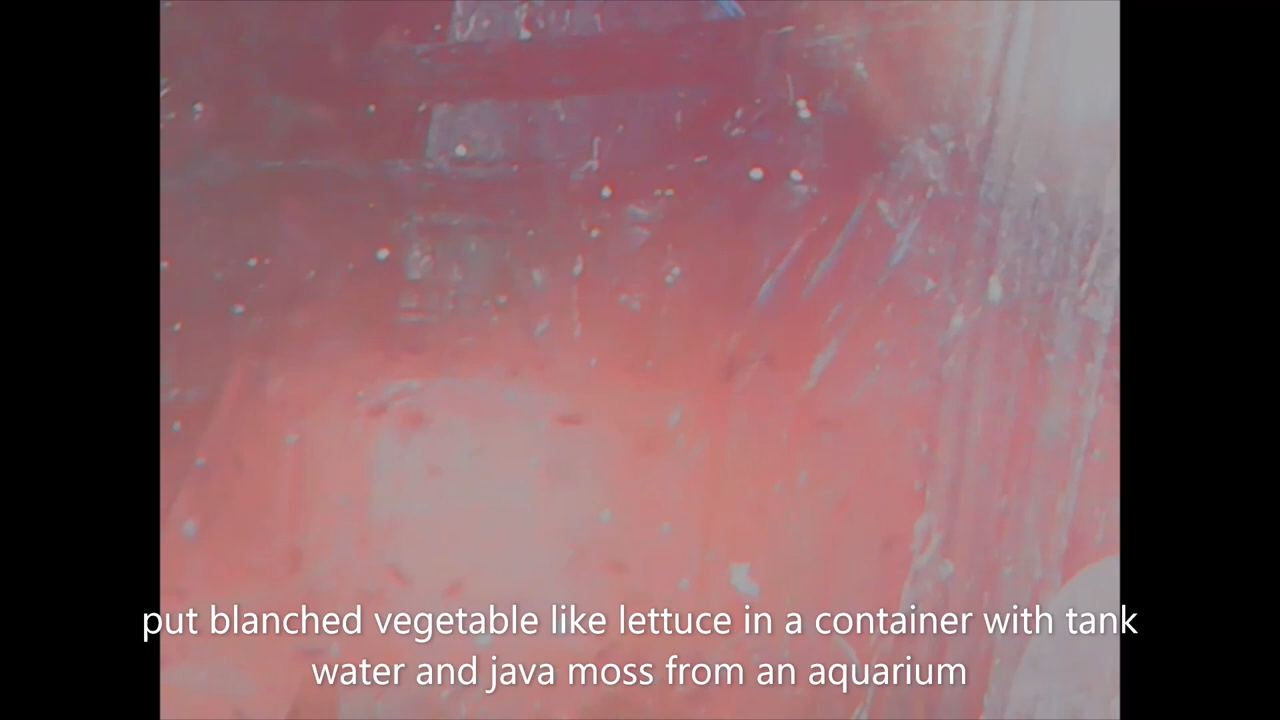 put blanched vegetable like lettuce in a container with tank
water and java moss from an aquarium